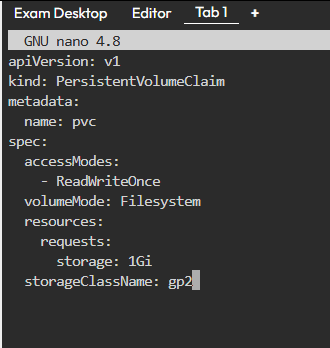 Exam Desktop Editor Tab 1 +
GNU nano 4.8
apiVersion: v1
kind: PersistentVolumeClaim
metadata:
  name: pvc
spec:
  accessModes:
    - ReadWriteOnce
  volumeMode: Filesystem
  resources:
    requests:
      storage: 1Gi
  storageClassName: gp2